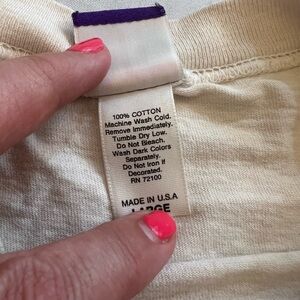 100% COTTON
Machine Wash Cold.
Remove Immediately.
Tumble Dry Low.
Do Not Bleach.
Wash Dark Colors
Separately.
Do Not Iron if
Decorated.
RN 72100
MADE IN U.S.A
LARGE